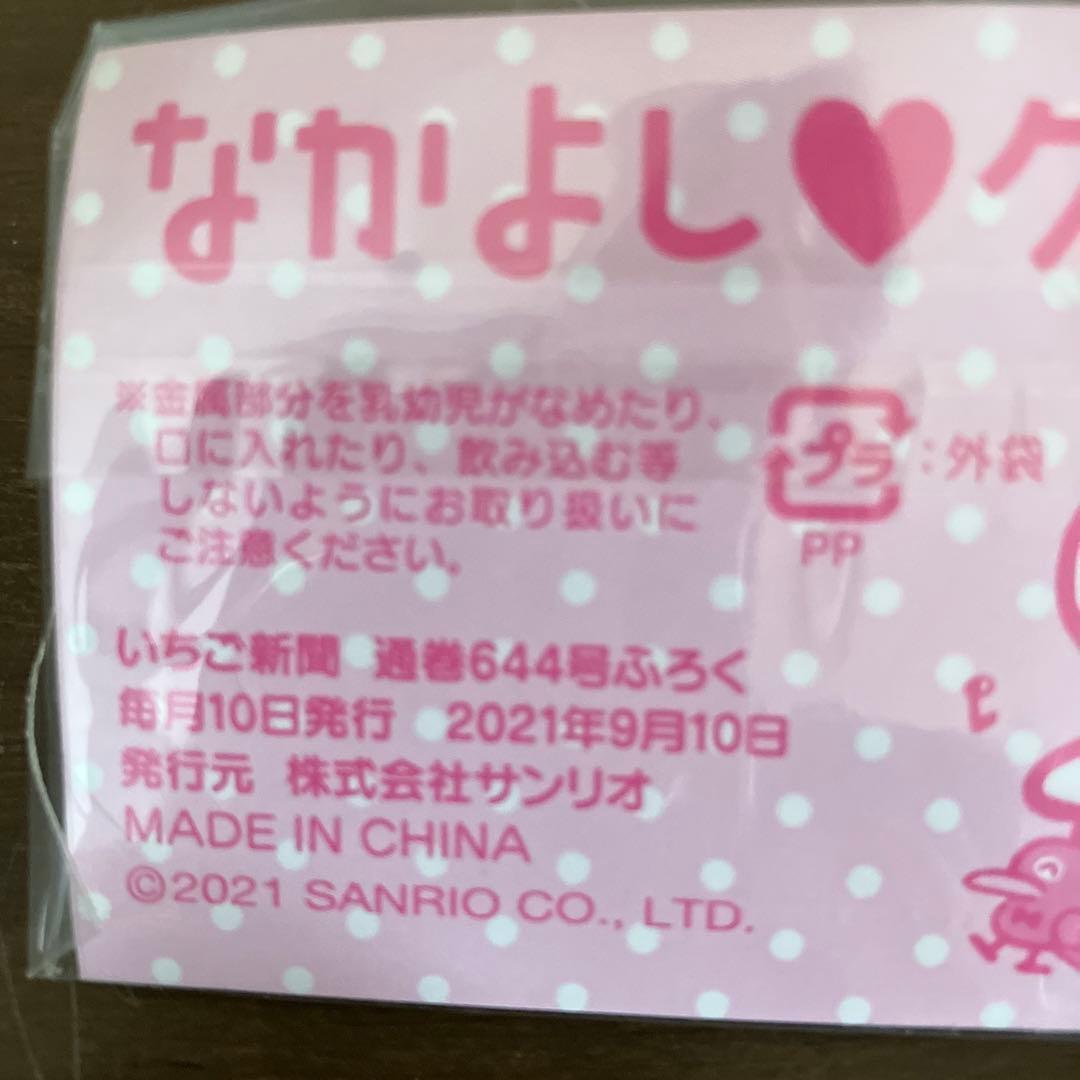 なかよし♥ク
※金属部分を乳幼児がなめたり、
口に入れたり、飲み込む等
しないようにお取り扱いに
ご注意ください。
プラ:外袋
PP
いちご新聞 通巻644号ふろく
毎月10日発行 2021年9月10日
発行元 株式会社サンリオ
MADE IN CHINA
©2021 SANRIO CO., LTD.